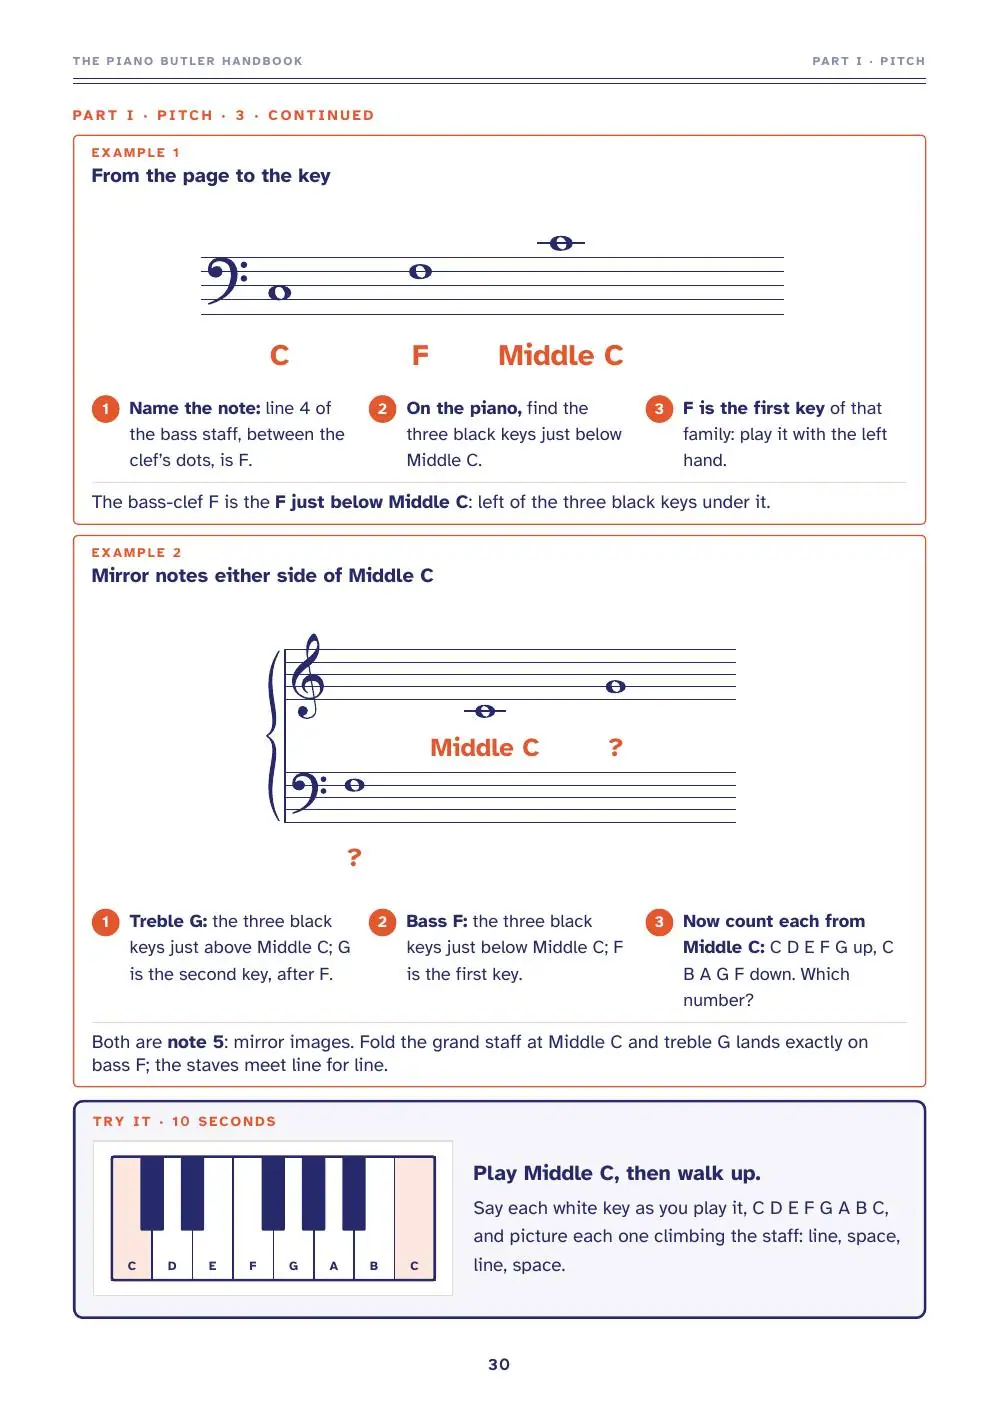 THE PIANO BUTLER HANDBOOK
PART I · PITCH
PART I · PITCH · 3 · CONTINUED
EXAMPLE 1
From the page to the key
C F Middle C
1 Name the note: line 4 of
the bass staff, between the
clef's dots, is F.
2 On the piano, find the
three black keys just below
Middle C.
3 F is the first key of that
family: play it with the left
hand.
The bass-clef F is the F just below Middle C: left of the three black keys under it.
EXAMPLE 2
Mirror notes either side of Middle C
Middle C ?
?
1 Treble G: the three black
keys just above Middle C; G
is the second key, after F.
2 Bass F: the three black
keys just below Middle C; F
is the first key.
3 Now count each from
Middle C: C D E F G up, C
B A G F down. Which
number?
Both are note 5: mirror images. Fold the grand staff at Middle C and treble G lands exactly on
bass F; the staves meet line for line.
TRY IT · 10 SECONDS
C D E F G A B C
Play Middle C, then walk up.
Say each white key as you play it, C D E F G A B C,
and picture each one climbing the staff: line, space,
line, space.
30